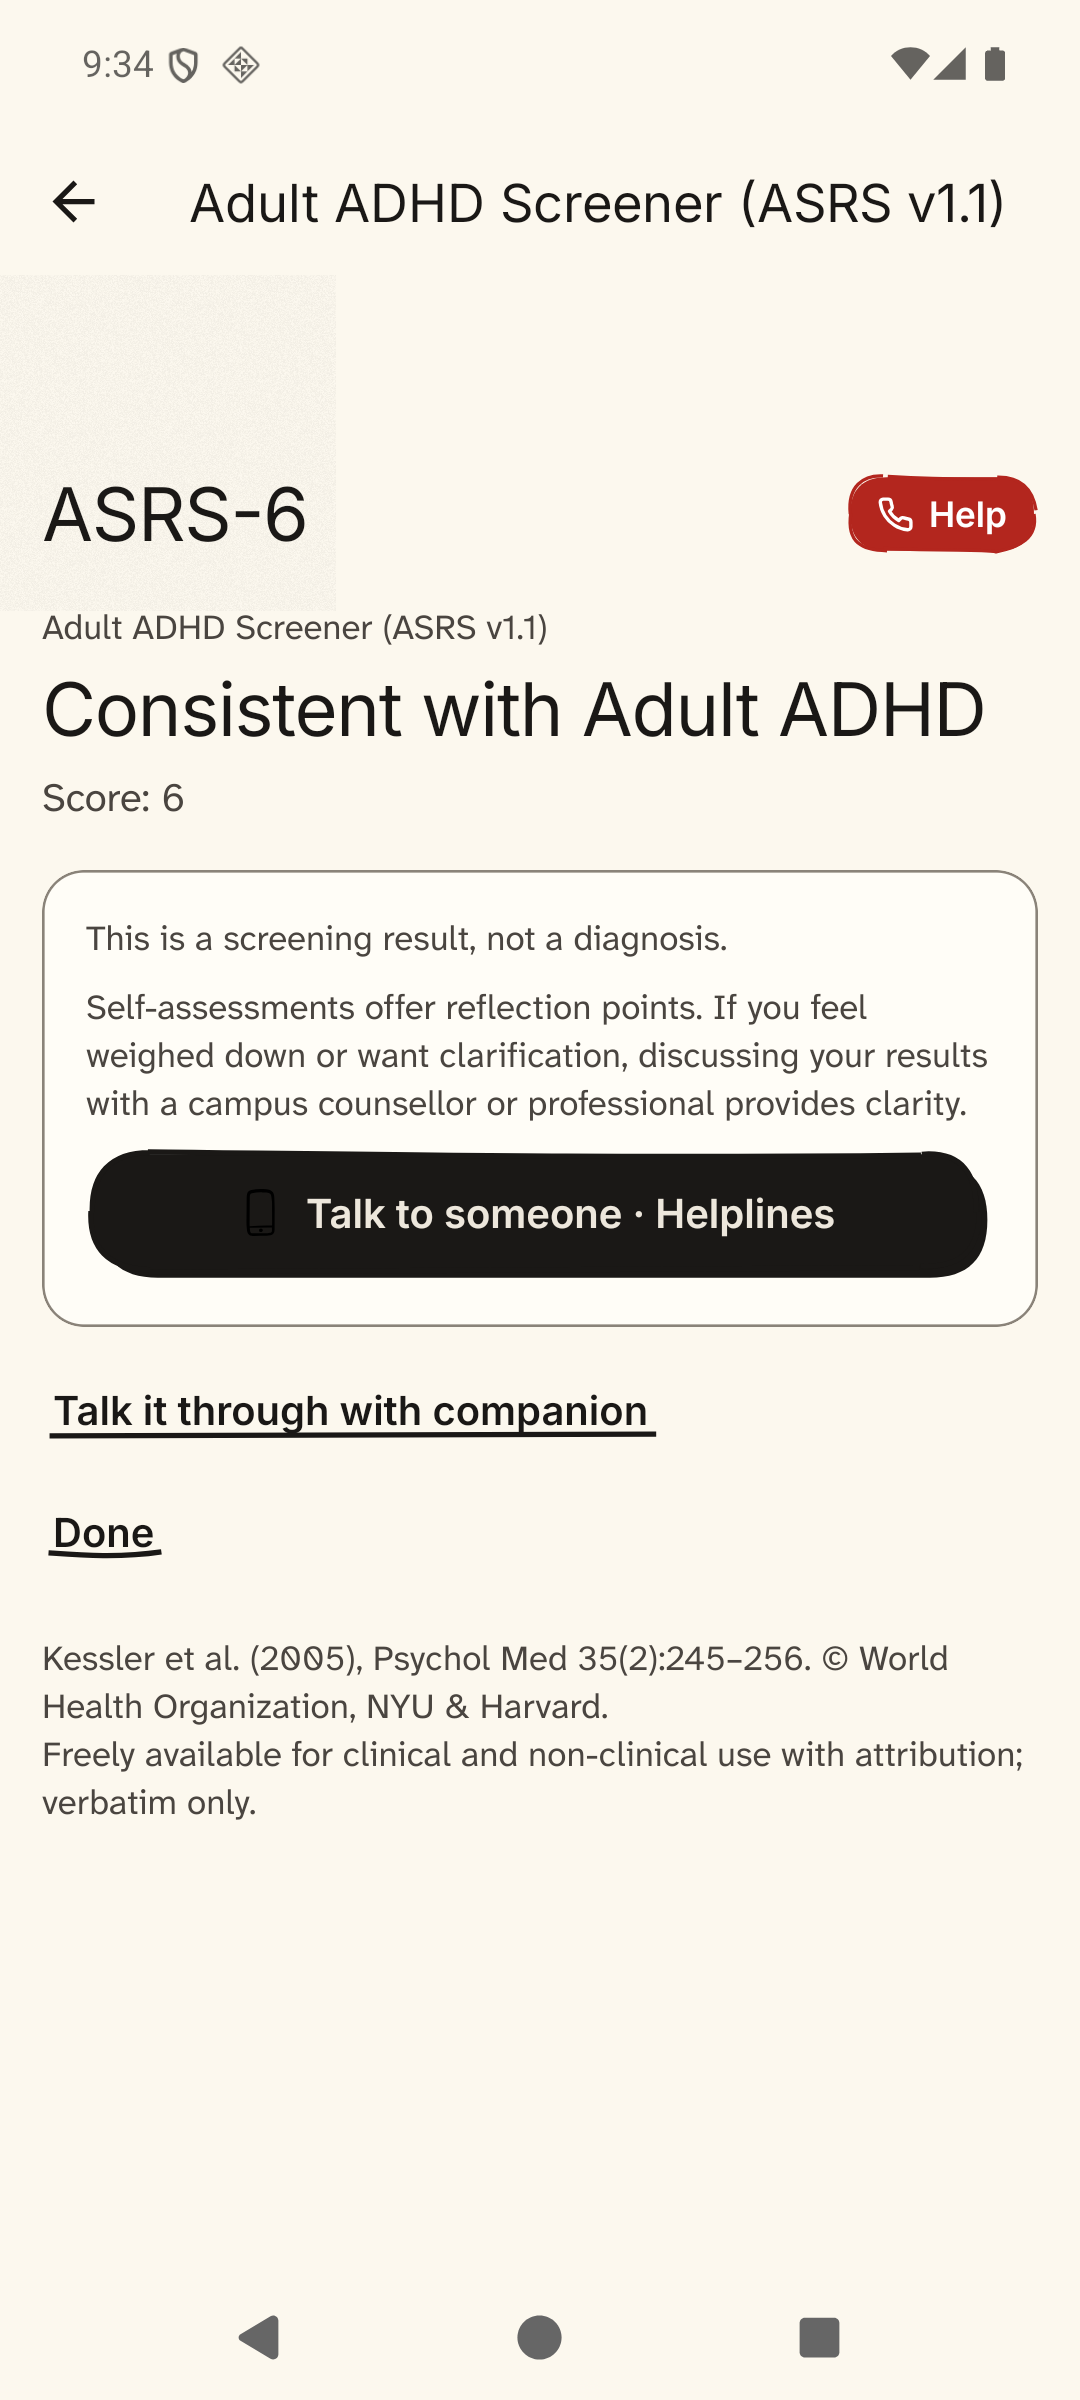 9:34
Adult ADHD Screener (ASRS v1.1)
ASRS-6
Help
Adult ADHD Screener (ASRS v1.1)
Consistent with Adult ADHD
Score: 6
This is a screening result, not a diagnosis.
Self-assessments offer reflection points. If you feel
weighed down or want clarification, discussing your results
with a campus counsellor or professional provides clarity.
Talk to someone · Helplines
Talk it through with companion
Done
Kessler et al. (2005), Psychol Med 35(2):245–256. © World
Health Organization, NYU & Harvard.
Freely available for clinical and non-clinical use with attribution;
verbatim only.